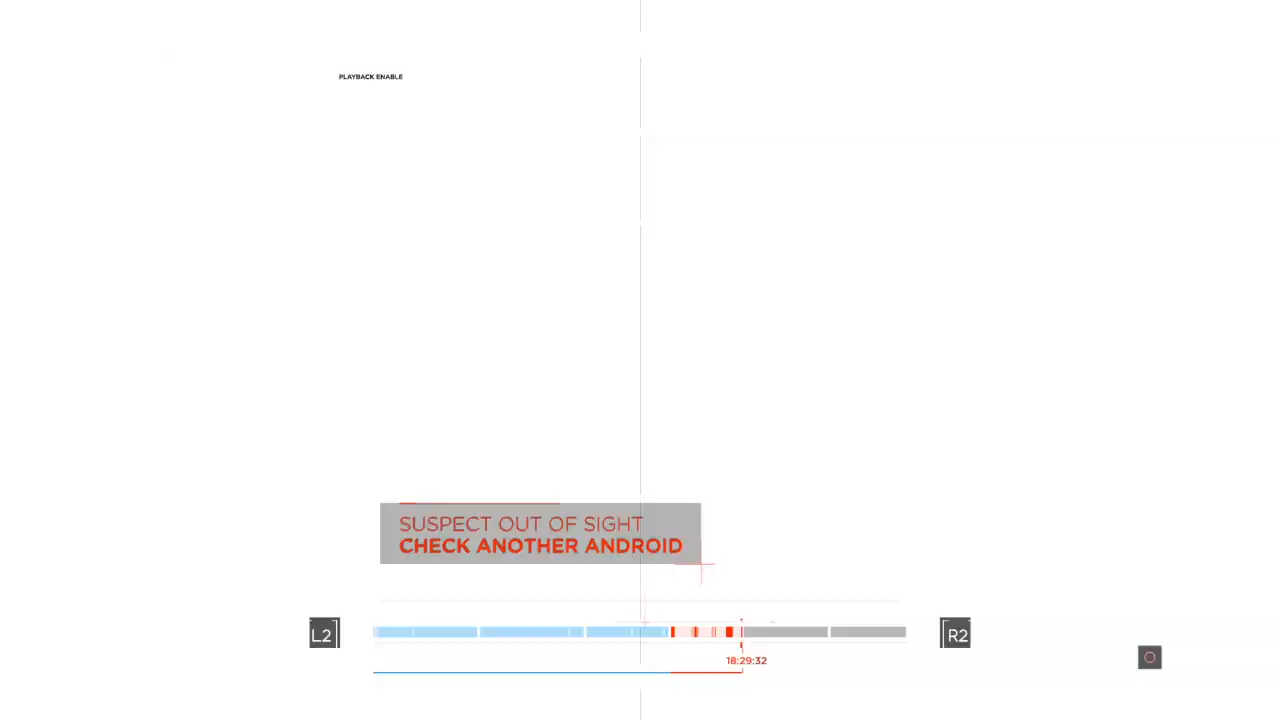 PLAYBACK ENABLE
SUSPECT OUT OF SIGHT
CHECK ANOTHER ANDROID
L2
R2
18:29:32